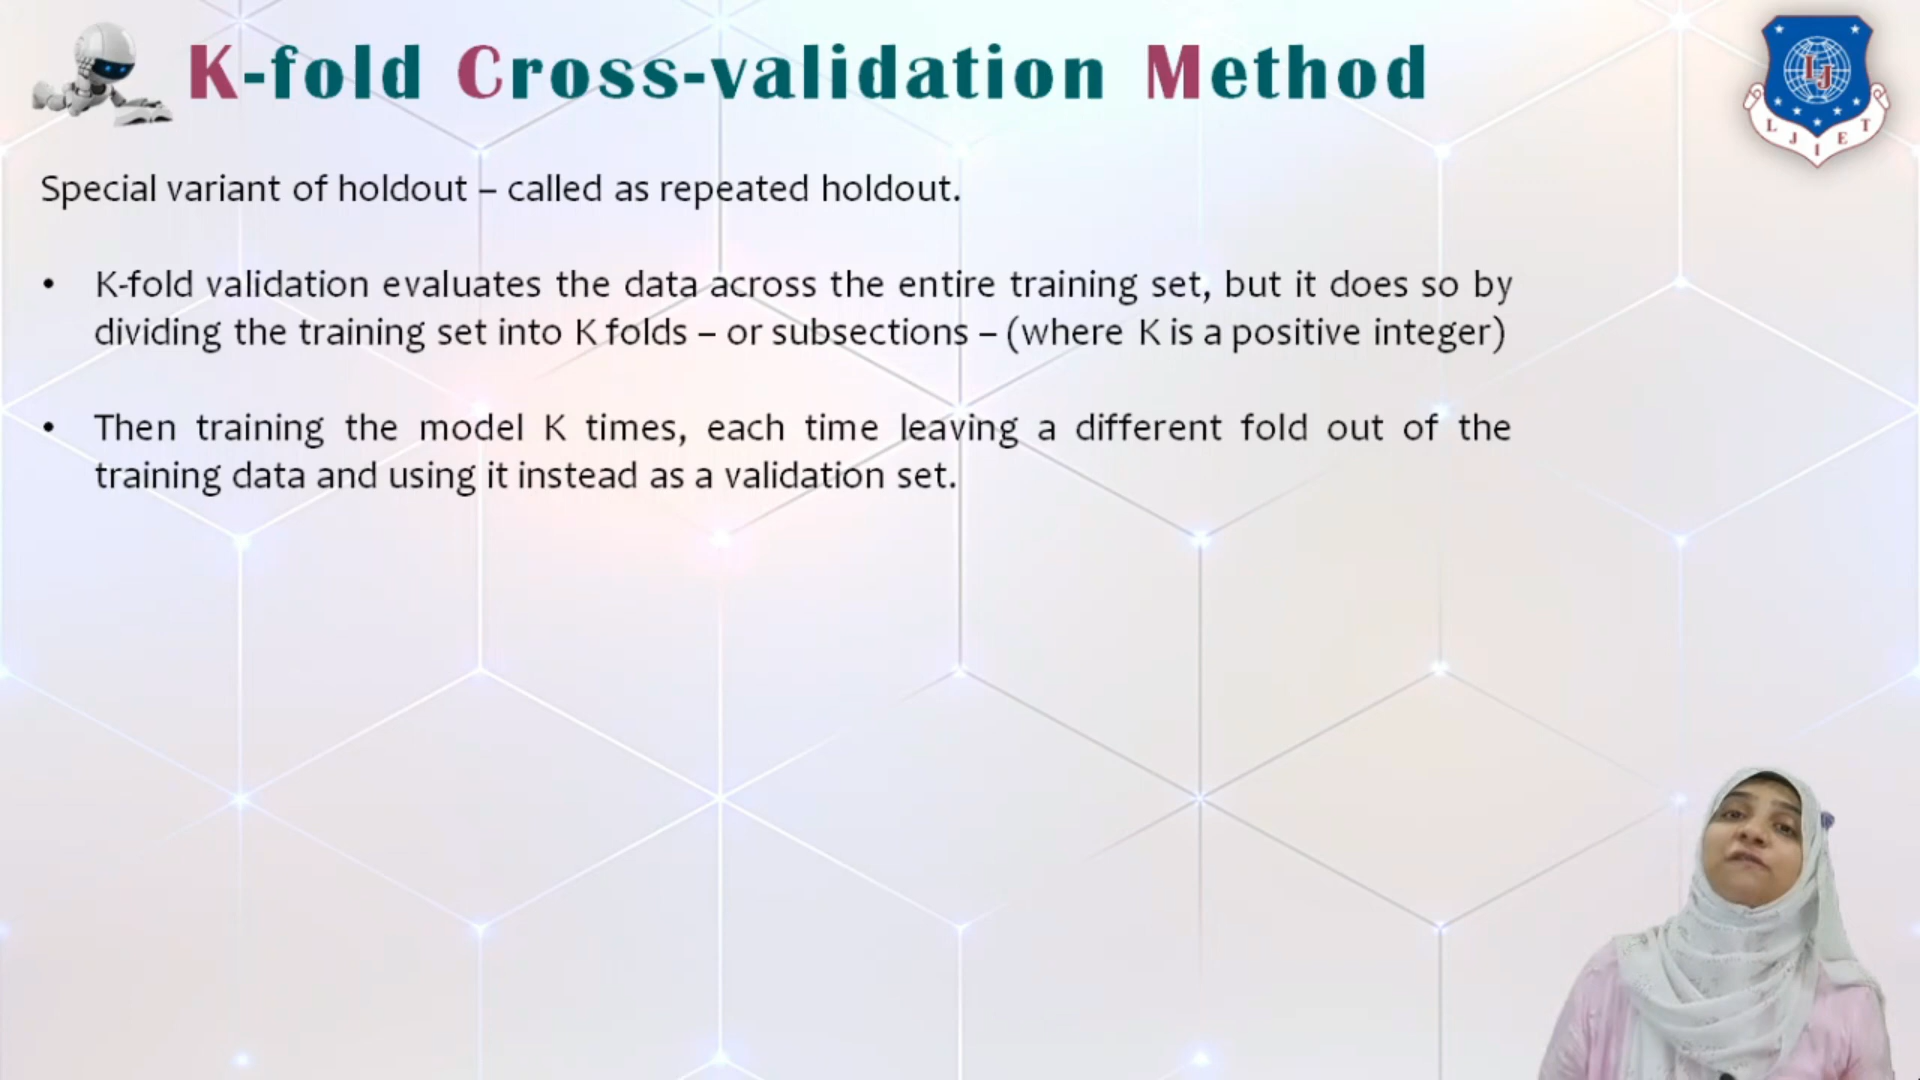 K-fold Cross-validation Method
Special variant of holdout – called as repeated holdout.
• K-fold validation evaluates the data across the entire training set, but it does so by
dividing the training set into K folds – or subsections – (where K is a positive integer)
• Then training the model K times, each time leaving a different fold out of the
training data and using it instead as a validation set.
LJ
L J I E T